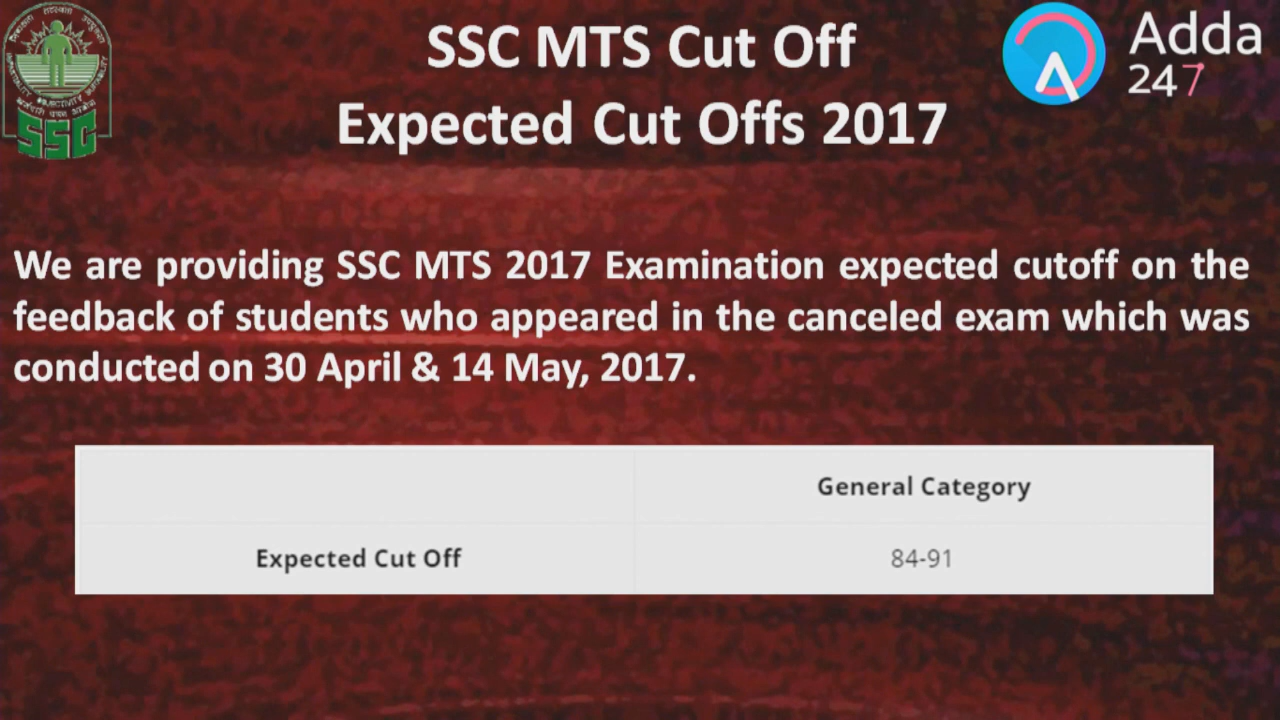 SSC MTS Cut Off
Expected Cut Offs 2017
Adda
247
SSC
We are providing SSC MTS 2017 Examination expected cutoff on the
feedback of students who appeared in the canceled exam which was
conducted on 30 April & 14 May, 2017.
General Category
Expected Cut Off 84-91